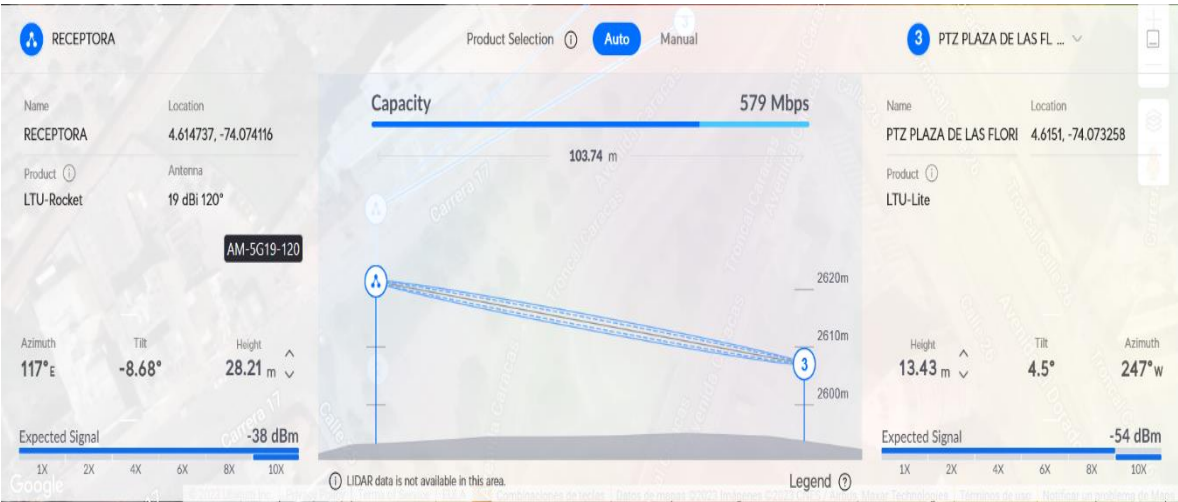 RECEPTORA
Product Selection
Auto
Manual
3
PTZ PLAZA DE LAS FL ...
Name
Location
RECEPTORA
4.614737, -74.074116
Product
Antenna
LTU-Rocket
19 dBi 120°
AM-5G19-120
Azimuth
Tilt
Height
117° E
-8.68°
28.21 m
Expected Signal
-38 dBm
1X 2X 4X 6X 8X 10X
Google
Capacity
579 Mbps
103.74 m
3
Carrera 17
2620m
2610m
3
2600m
LIDAR data is not available in this area.
Legend
Name
Location
PTZ PLAZA DE LAS FLORI
4.6151, -74.073258
Product
LTU-Lite
Height
Tilt
Azimuth
13.43 m
4.5°
247° W
Expected Signal
-54 dBm
1X 2X 4X 6X 8X 10X